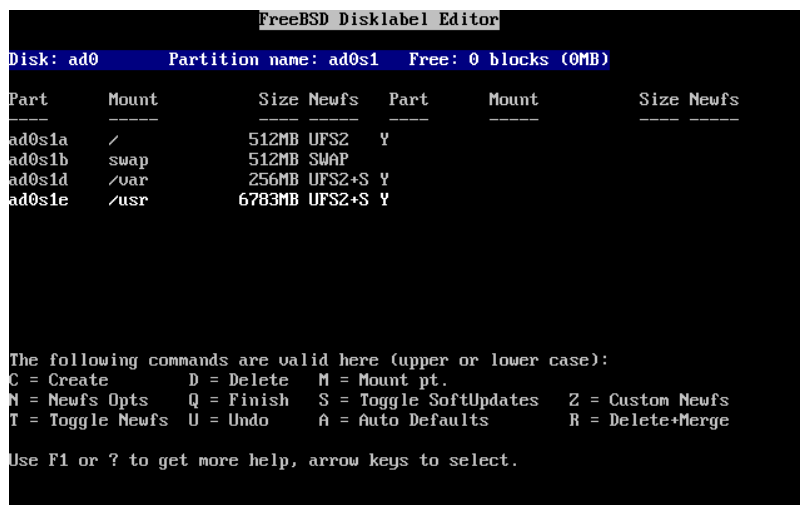 FreeBSD Disklabel Editor
Disk: ad0 Partition name: ad0s1 Free: 0 blocks (0MB)
Part Mount Size Newfs Part Mount Size Newfs
---- ----- ---- ----- ---- ----- ---- -----
ad0s1a / 512MB UFS2 Y
ad0s1b swap 512MB SWAP
ad0s1d /var 256MB UFS2+S Y
ad0s1e /usr 6783MB UFS2+S Y
The following commands are valid here (upper or lower case):
C = Create D = Delete M = Mount pt.
N = Newfs Opts Q = Finish S = Toggle SoftUpdates Z = Custom Newfs
T = Toggle Newfs U = Undo A = Auto Defaults R = Delete+Merge
Use F1 or ? to get more help, arrow keys to select.